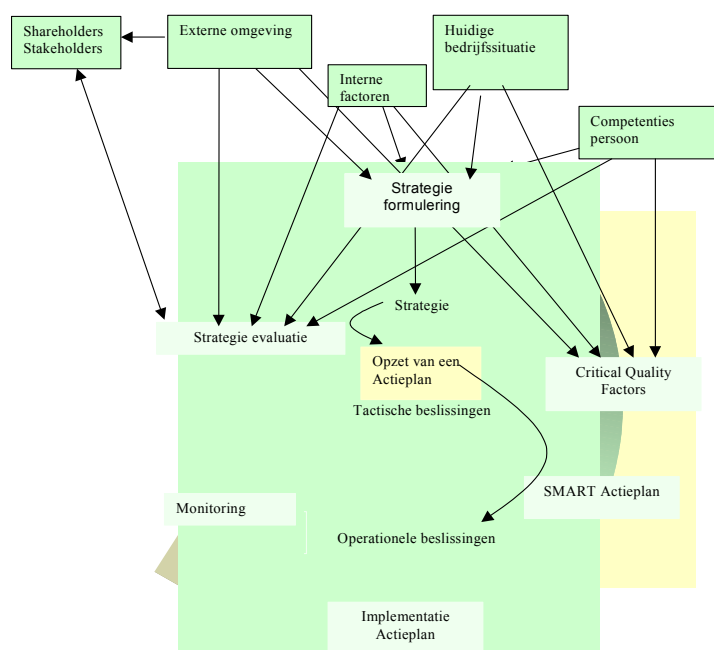 Shareholders
Stakeholders
Externe omgeving
Huidige
bedrijfssituatie
Interne
factoren
Competenties
persoon
Strategie
formulering
Strategie
Strategie evaluatie
Opzet van een
Actieplan
Critical Quality
Factors
Tactische beslissingen
SMART Actieplan
Monitoring
Operationele beslissingen
Implementatie
Actieplan